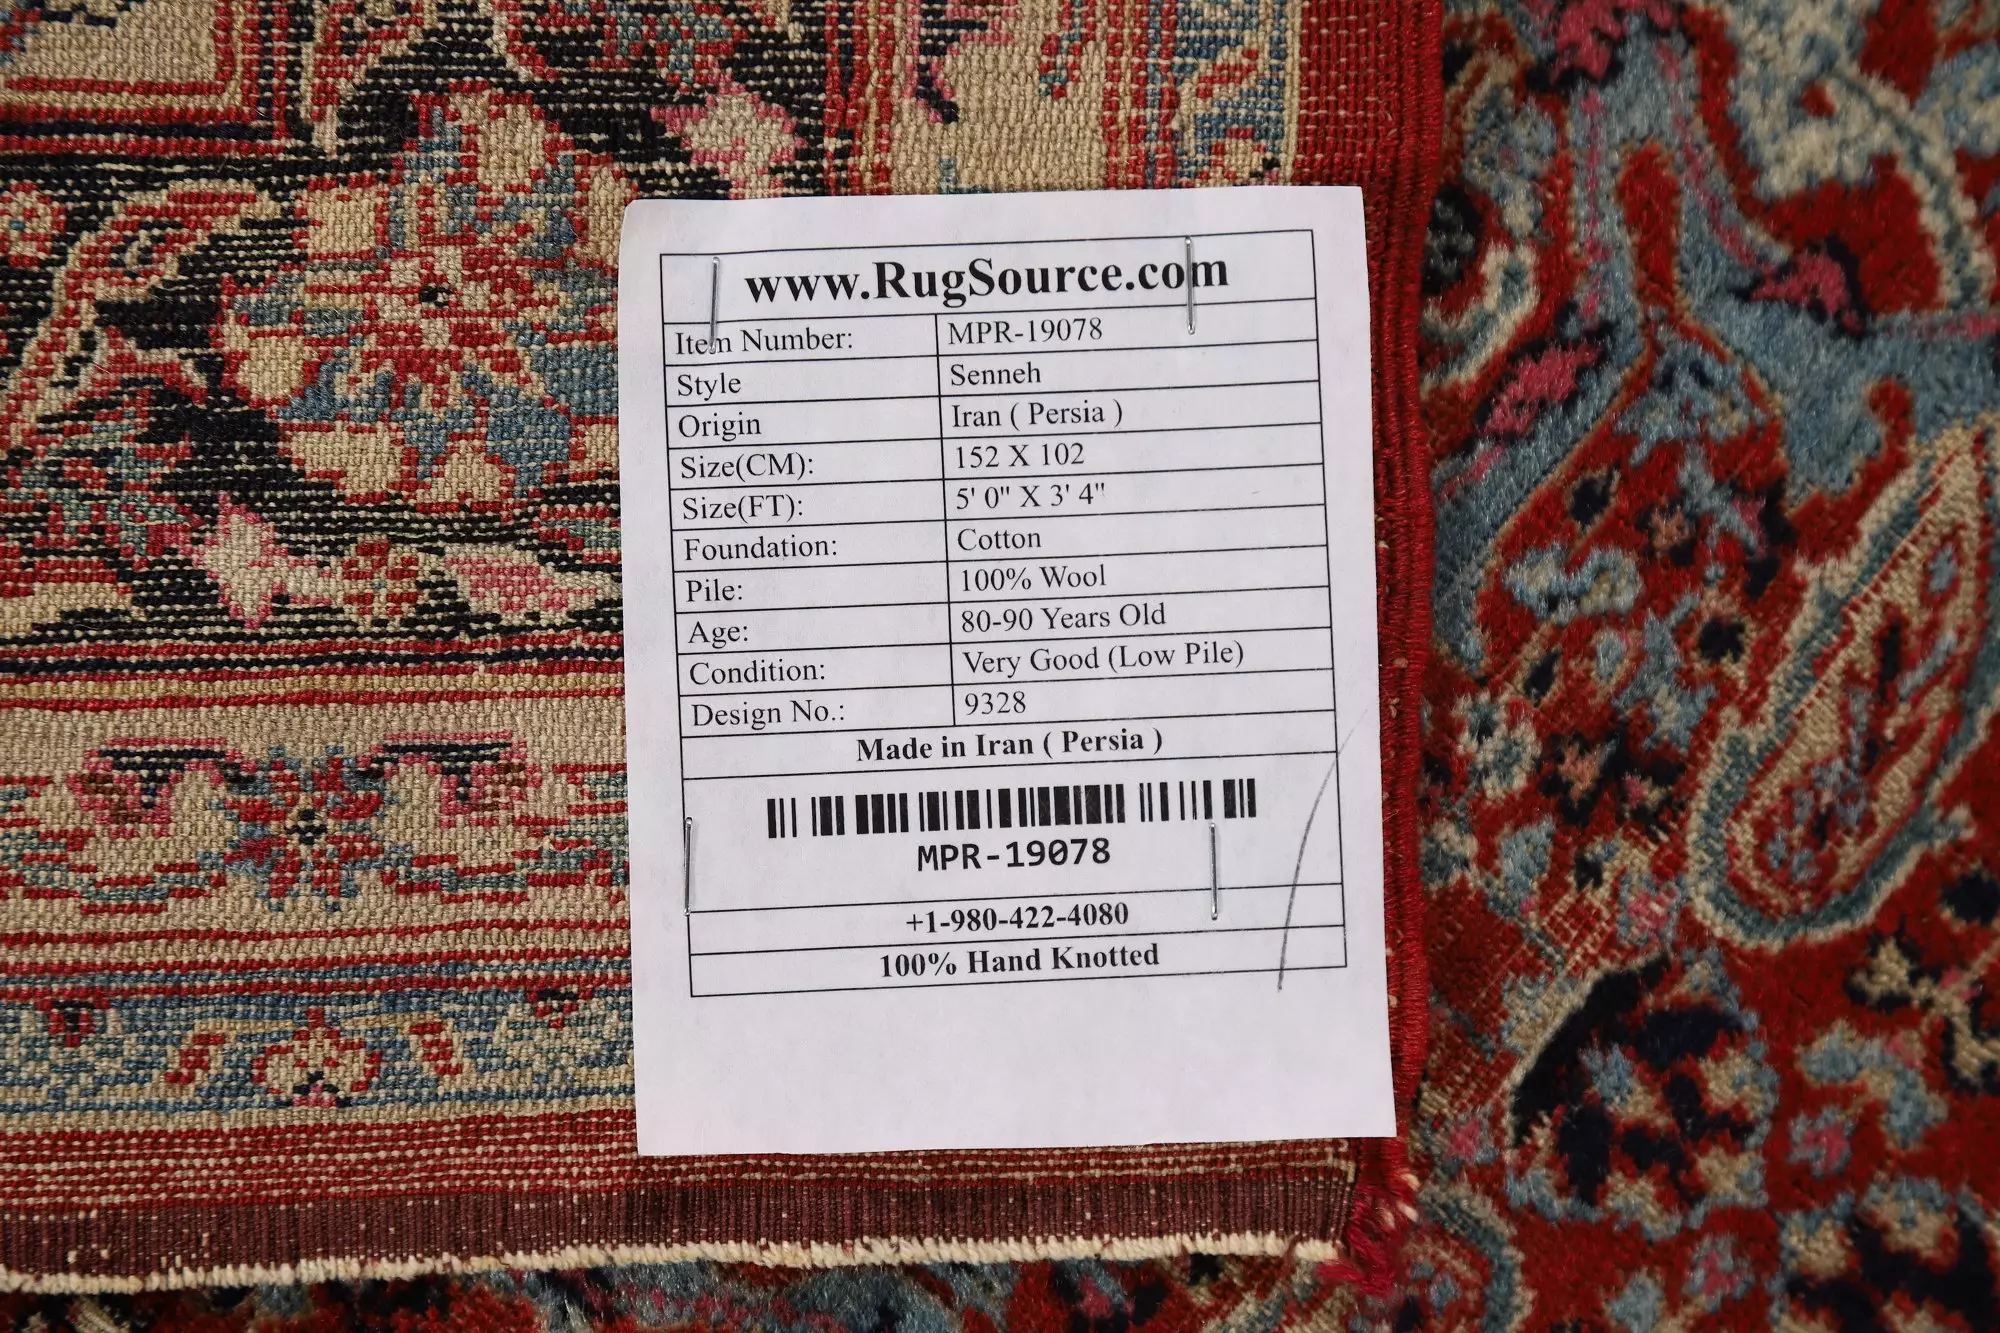 www.RugSource.com
Item Number: MPR-19078
Style Senneh
Origin Iran ( Persia )
Size(CM): 152 X 102
Size(FT): 5' 0" X 3' 4"
Foundation: Cotton
Pile: 100% Wool
Age: 80-90 Years Old
Condition: Very Good (Low Pile)
Design No.: 9328
Made in Iran ( Persia )
MPR-19078
+1-980-422-4080
100% Hand Knotted